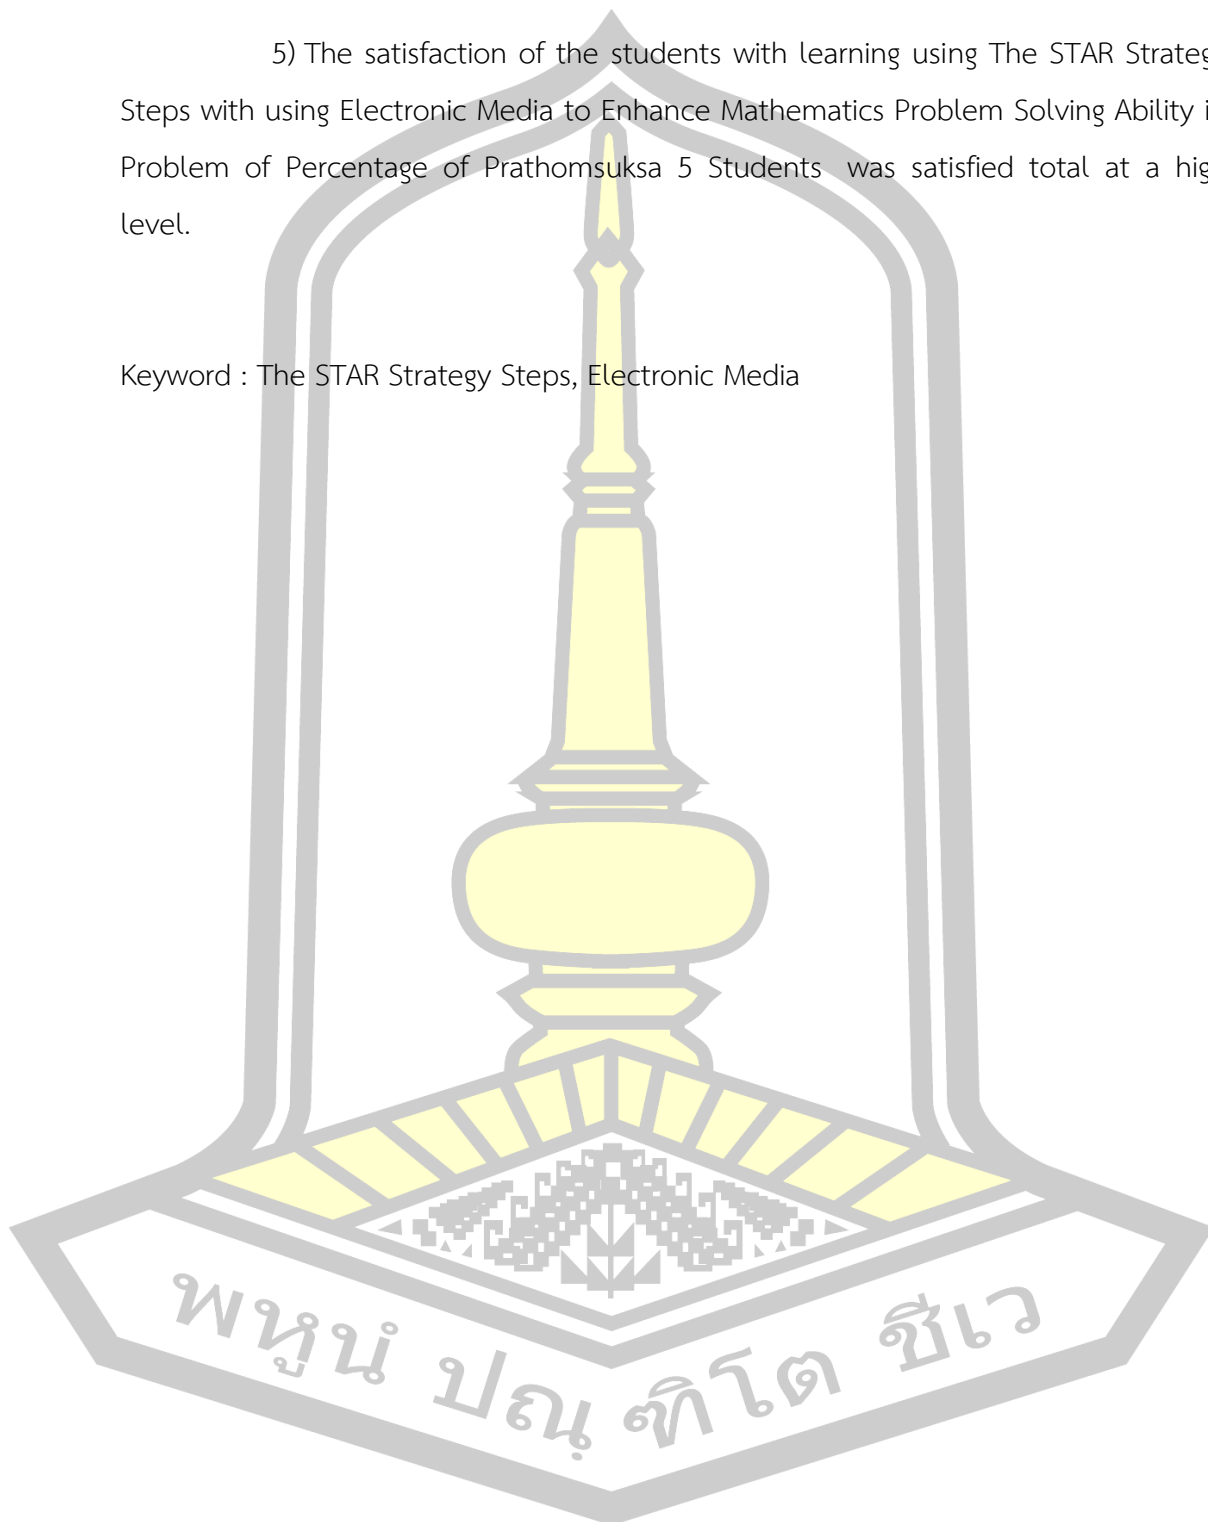 5) The satisfaction of the students with learning using The STAR Strateg
Steps with using Electronic Media to Enhance Mathematics Problem Solving Ability i
Problem of Percentage of Prathomsuksa 5 Students was satisfied total at a hig
level.
Keyword : The STAR Strategy Steps, Electronic Media
พหูนํ ปณฺฑิโต ชีเว